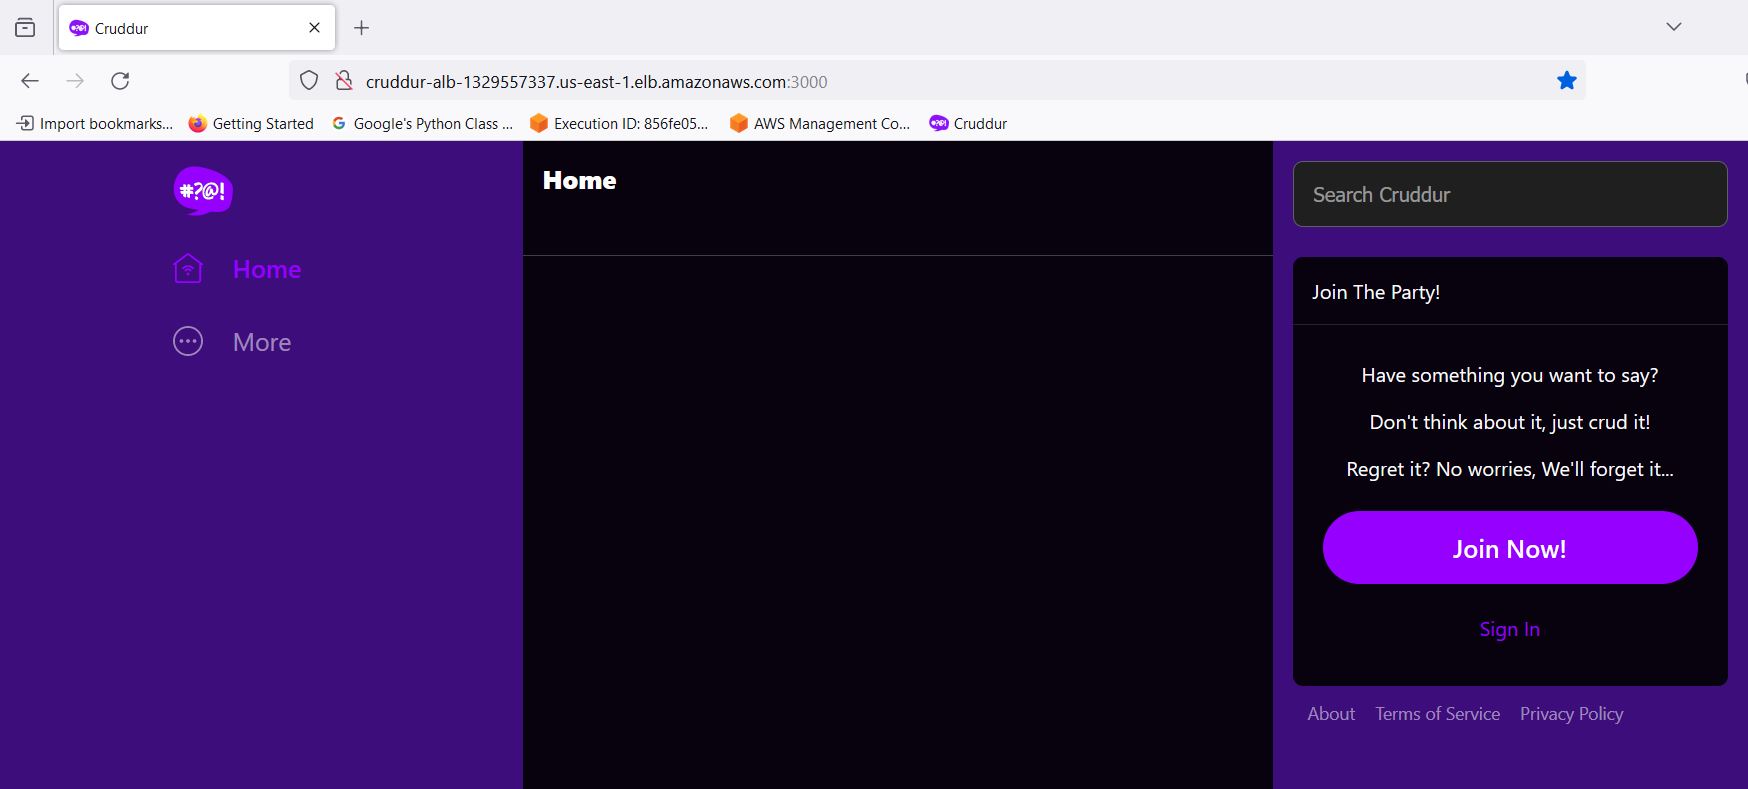 Cruddur
cruddur-alb-1329557337.us-east-1.elb.amazonaws.com:3000
Import bookmarks... Getting Started Google's Python Class ... Execution ID: 856fe05... AWS Management Co... Cruddur
#?@!
Home
More
Home
Search Cruddur
Join The Party!
Have something you want to say?
Don't think about it, just crud it!
Regret it? No worries, We'll forget it...
Join Now!
Sign In
About Terms of Service Privacy Policy